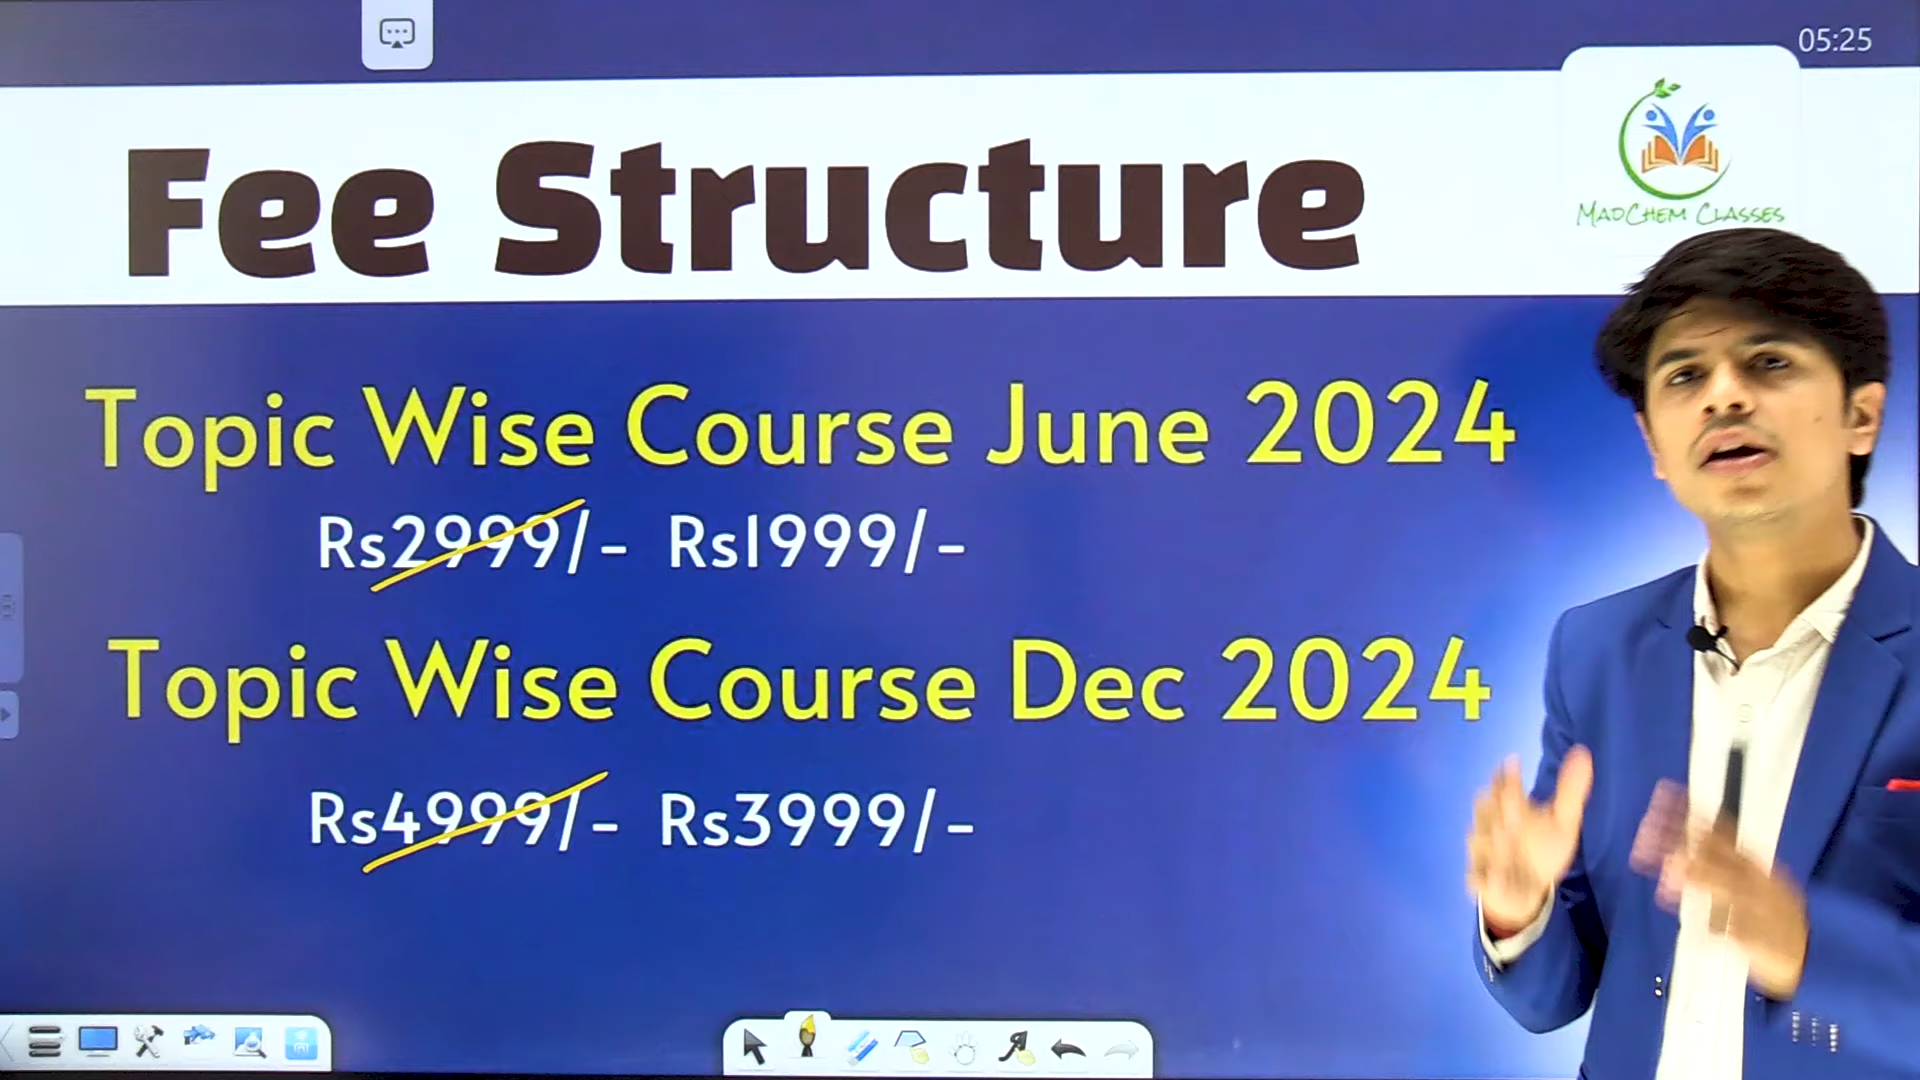 05:25
Fee Structure
MADCHEM CLASSES
Topic Wise Course June 2024
Rs2999/- Rs1999/-
Topic Wise Course Dec 2024
Rs4999/- Rs3999/-